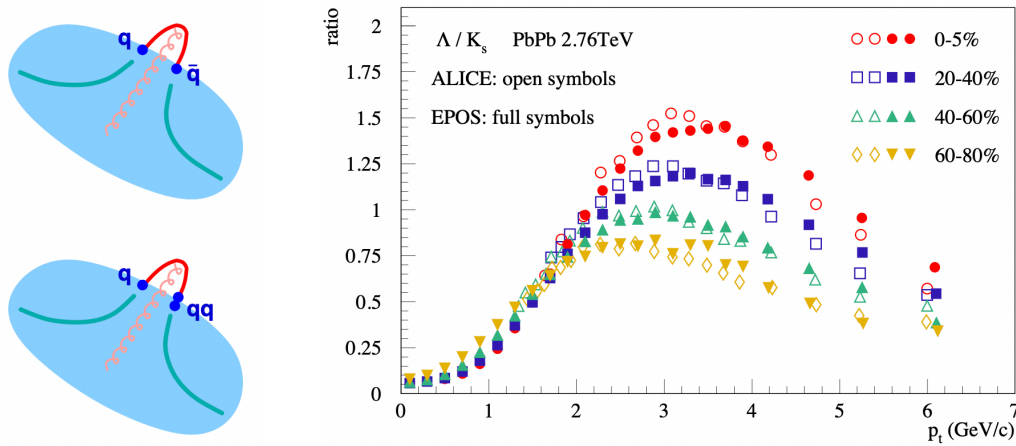 q
q̄
q
qq
ratio
2
1.75
1.5
1.25
1
0.75
0.5
0.25
0
0 1 2 3 4 5 6 7
p_t (GeV/c)
Λ / K_s PbPb 2.76TeV
ALICE: open symbols
EPOS: full symbols
0-5%
20-40%
40-60%
60-80%